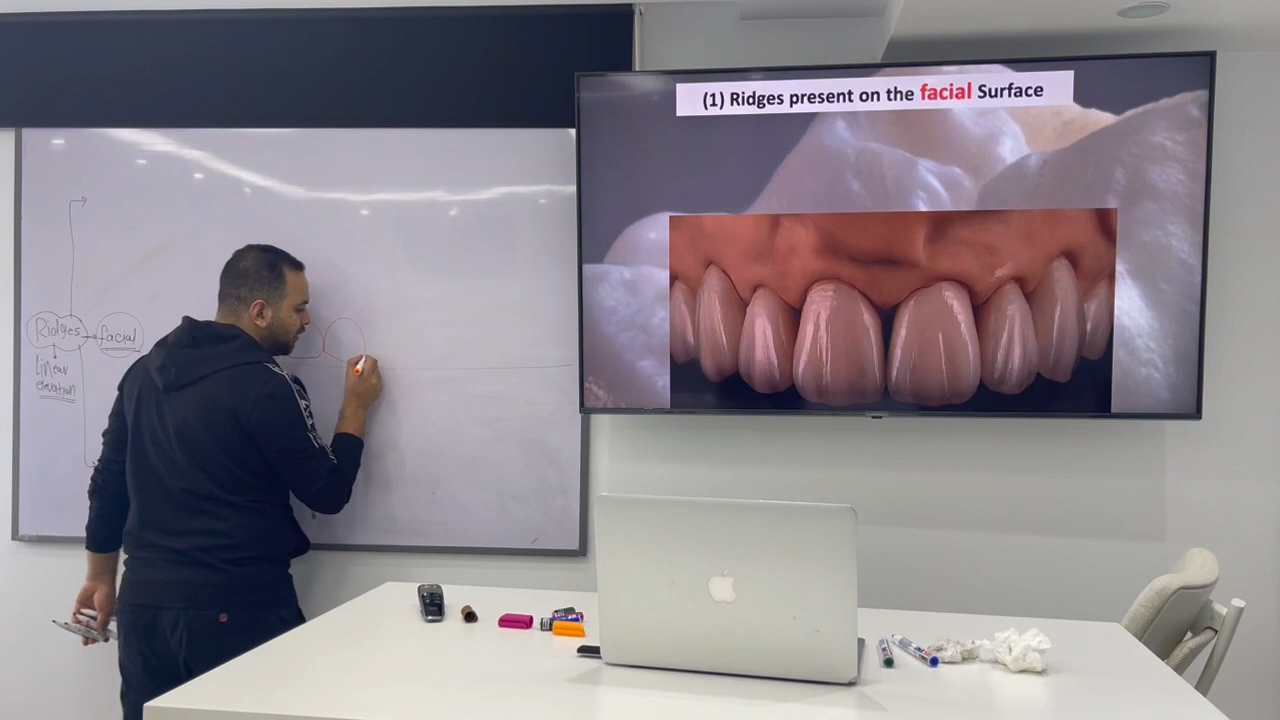 (1) Ridges present on the facial Surface
Ridges
facial
linear
elevation